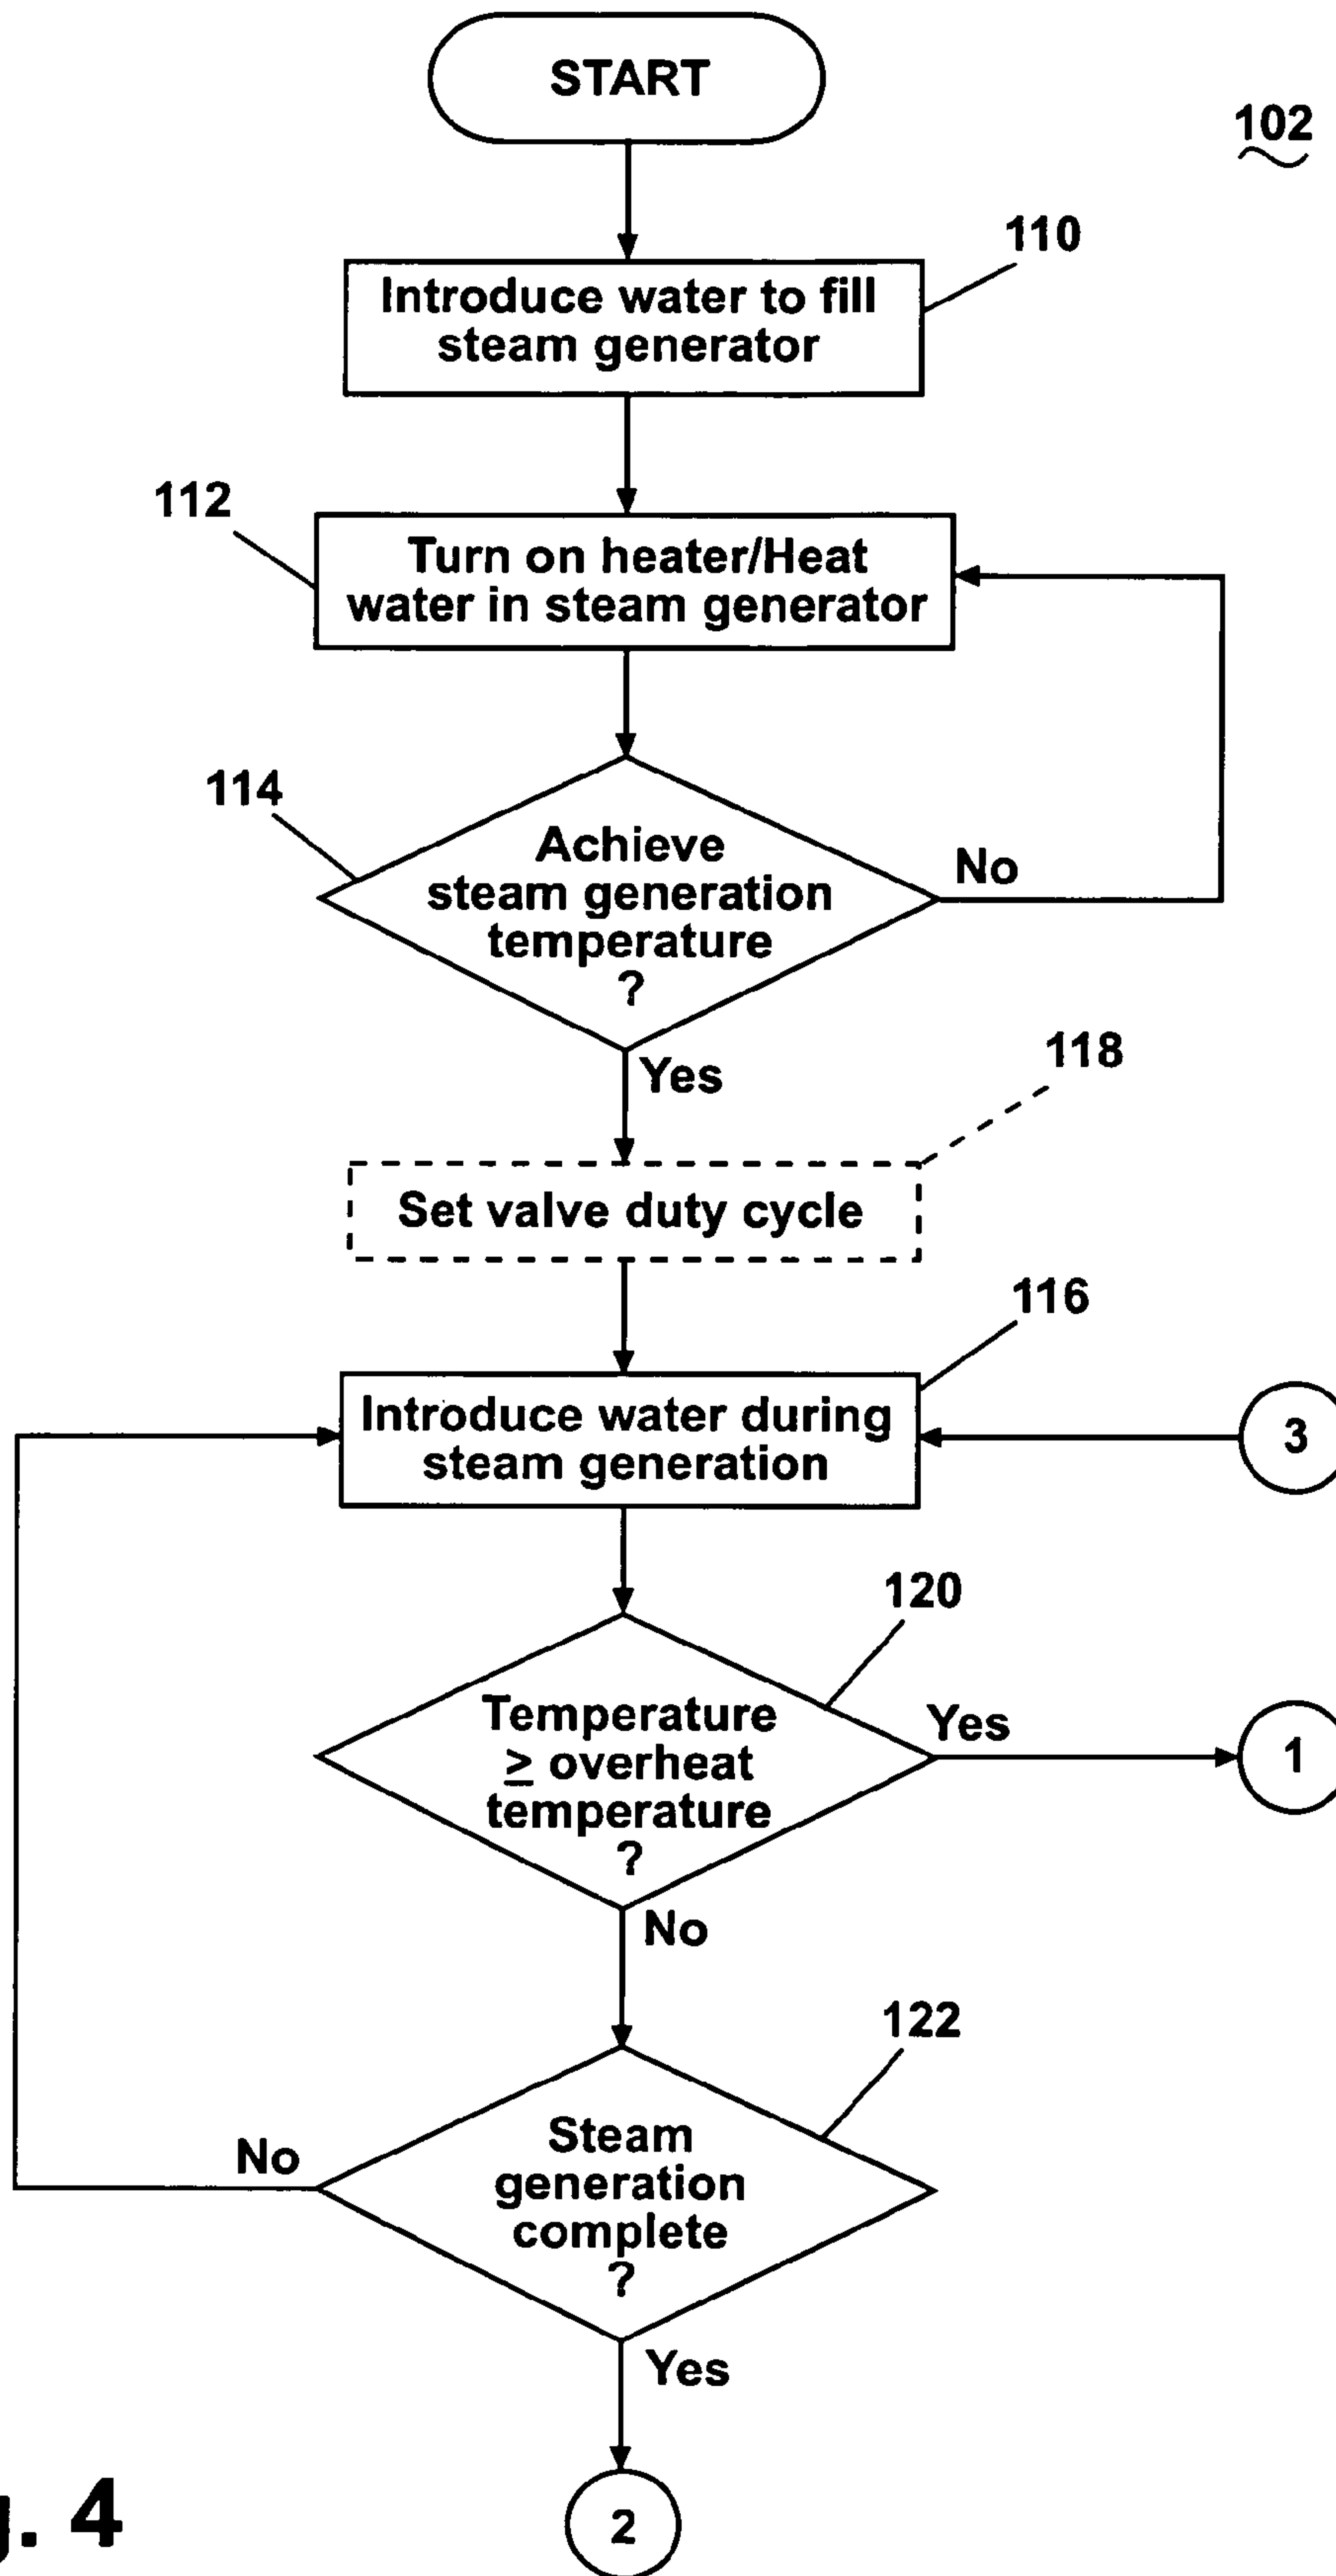 START
102
110
Introduce water to fill
steam generator
112
Turn on heater/Heat
water in steam generator
114
Achieve
steam generation
temperature
?
No
Yes
118
Set valve duty cycle
116
Introduce water during
steam generation
3
120
Temperature
≥ overheat
temperature
?
Yes
1
No
122
Steam
generation
complete
?
No
Yes
2
g. 4